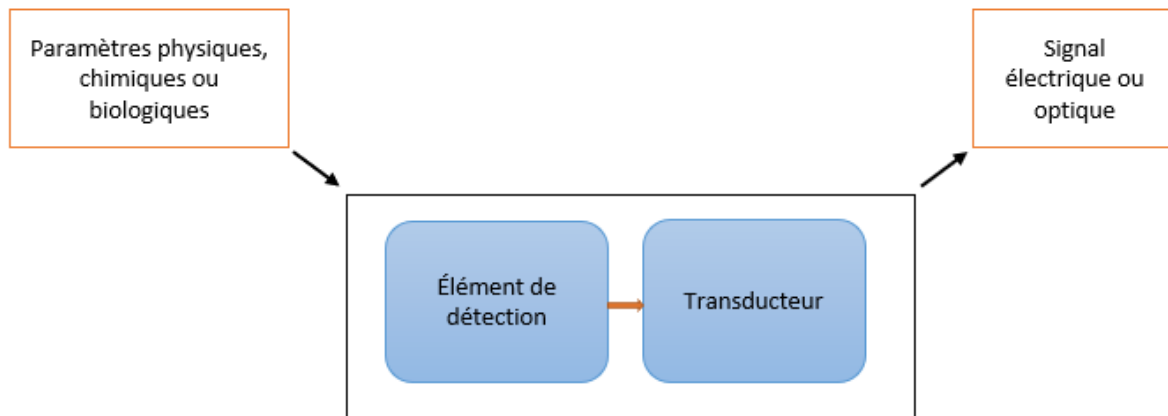 Paramètres physiques,
chimiques ou
biologiques
Signal
électrique ou
optique
Élément de
détection
Transducteur